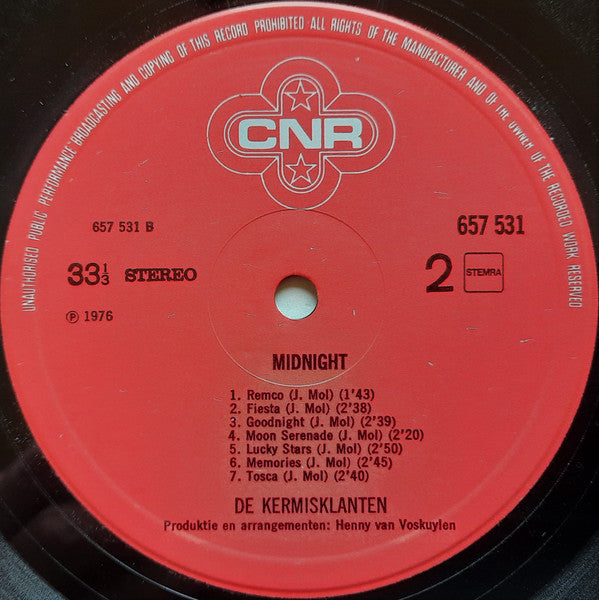 UNAUTHORISED PUBLIC PERFORMANCE BROADCASTING AND COPYING OF THIS RECORD PROHIBITED ALL RIGHTS OF THE MANUFACTURER AND OF THE OWNER OF THE RECORDED WORK RESERVED
CNR
657 531 B
657 531
33⅓ STEREO
2 STEMRA
℗ 1976
MIDNIGHT
1. Remco (J. Mol) (1'43)
2. Fiesta (J. Mol) (2'38)
3. Goodnight (J. Mol) (2'39)
4. Moon Serenade (J. Mol) (2'20)
5. Lucky Stars (J. Mol) (2'50)
6. Memories (J. Mol) (2'45)
7. Tosca (J. Mol) (2'40)
DE KERMISKLANTEN
Produktie en arrangementen: Henny van Voskuylen